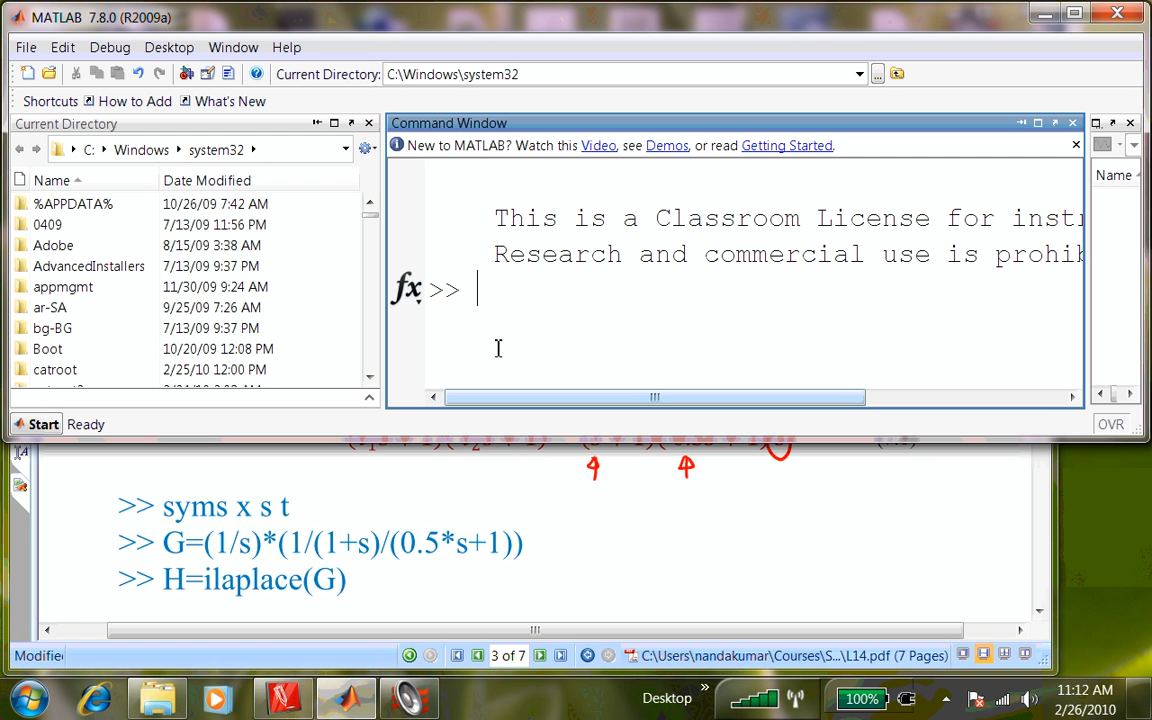 MATLAB 7.8.0 (R2009a)
File Edit Debug Desktop Window Help
Current Directory: C:\Windows\system32
Shortcuts How to Add What's New
Current Directory
C: Windows system32
Name Date Modified
%APPDATA% 10/26/09 7:42 AM
0409 7/13/09 11:56 PM
Adobe 8/15/09 3:38 AM
AdvancedInstallers 7/13/09 9:37 PM
appmgmt 11/30/09 9:24 AM
ar-SA 9/25/09 7:26 AM
bg-BG 7/13/09 9:37 PM
Boot 10/20/09 12:08 PM
catroot 2/25/10 12:00 PM
Command Window
New to MATLAB? Watch this Video, see Demos, or read Getting Started.
This is a Classroom License for instr
Research and commercial use is prohib
fx >>
Name
Start Ready
OVR
>> syms x s t
>> G=(1/s)*(1/(1+s)/(0.5*s+1))
>> H=ilaplace(G)
Modifie
3 of 7
C:\Users\nandakumar\Courses\S...\L14.pdf (7 Pages)
Desktop »
100%
11:12 AM
2/26/2010